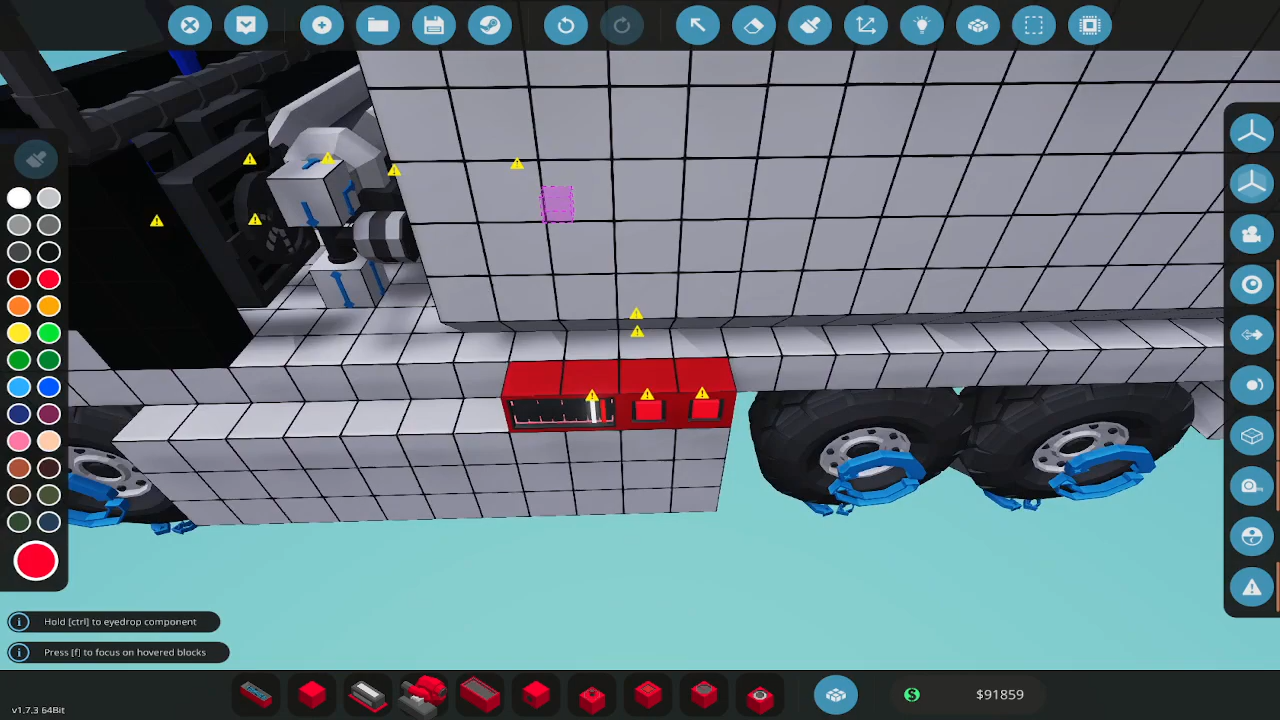 Hold [ctrl] to eyedrop component
Press [f] to focus on hovered blocks
$91859
v1.7.3 64Bit